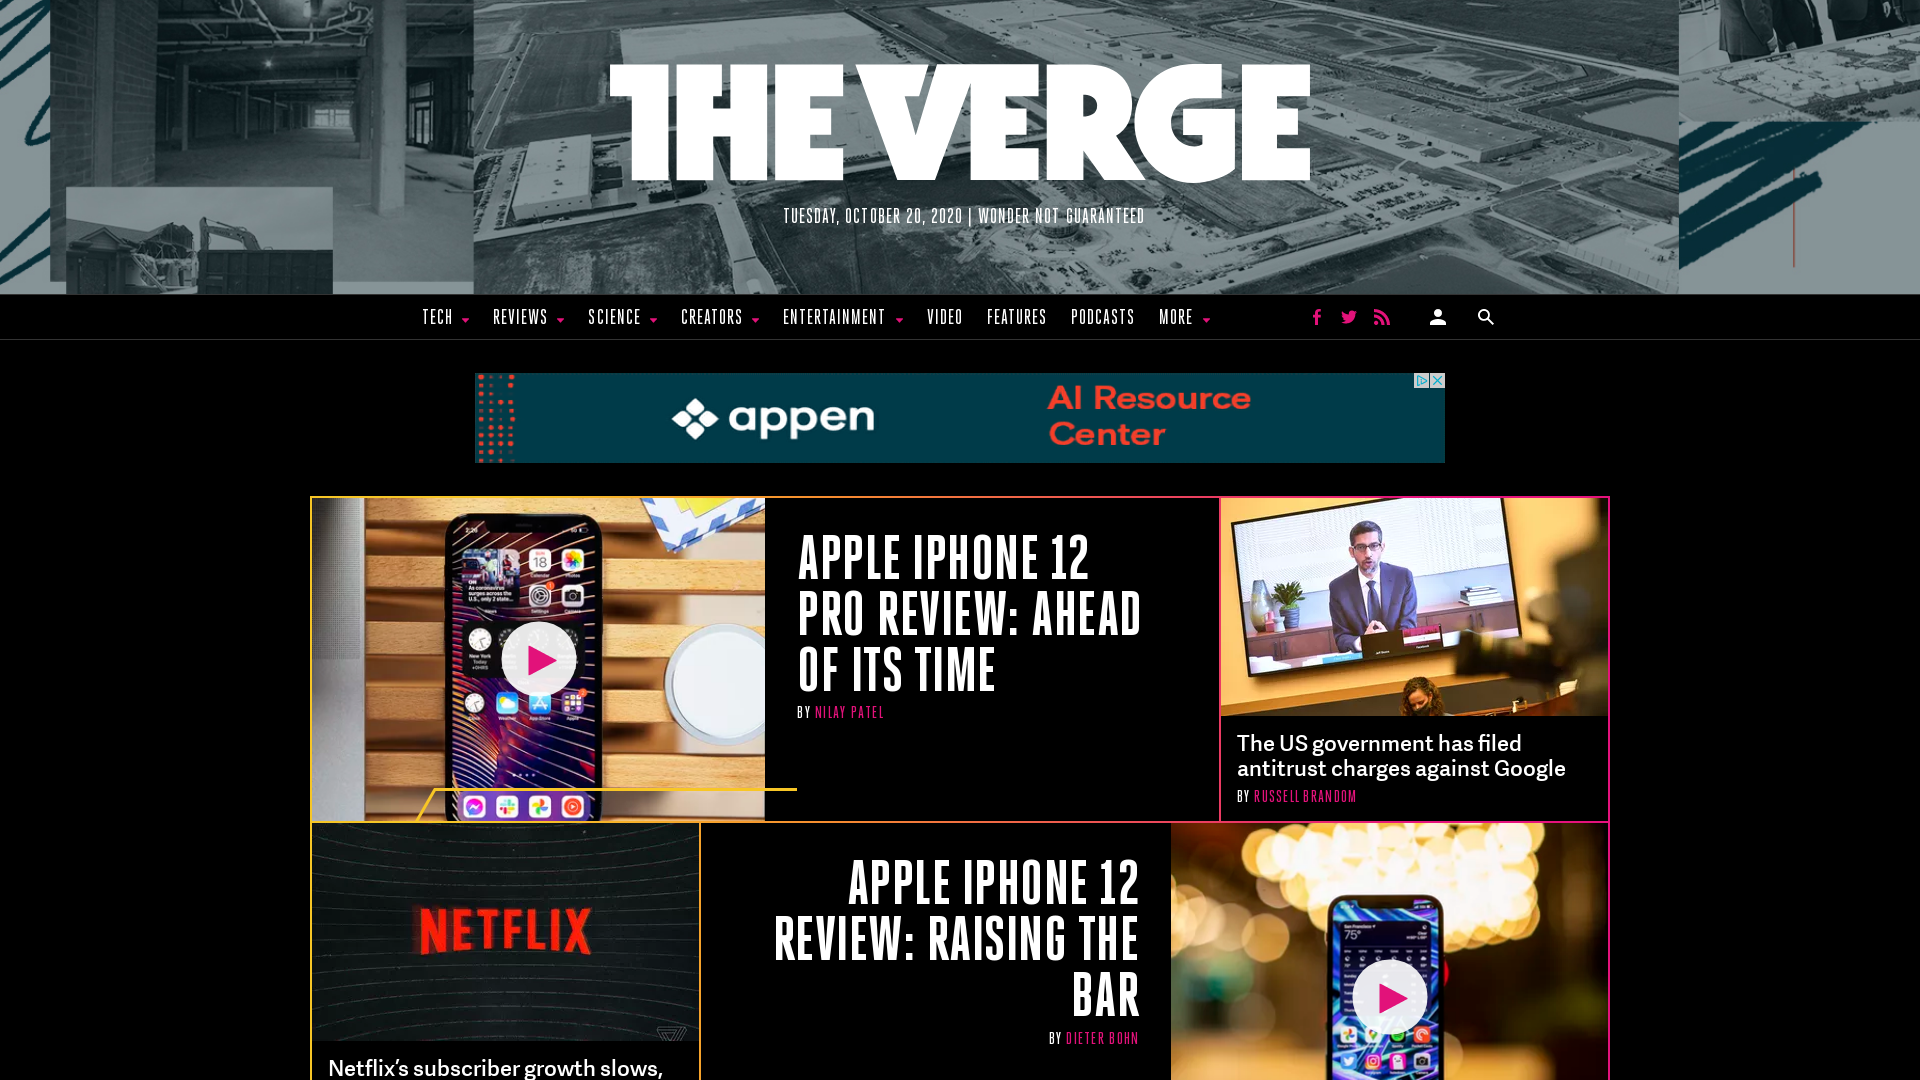 THE VERGE
TUESDAY, OCTOBER 20, 2020 | WONDER NOT GUARANTEED
TECH REVIEWS SCIENCE CREATORS ENTERTAINMENT VIDEO FEATURES PODCASTS MORE
appen
AI Resource
Center
APPLE IPHONE 12
PRO REVIEW: AHEAD
OF ITS TIME
BY NILAY PATEL
The US government has filed
antitrust charges against Google
BY RUSSELL BRANDOM
NETFLIX
Netflix’s subscriber growth slows,
APPLE IPHONE 12
REVIEW: RAISING THE
BAR
BY DIETER BOHN
75°